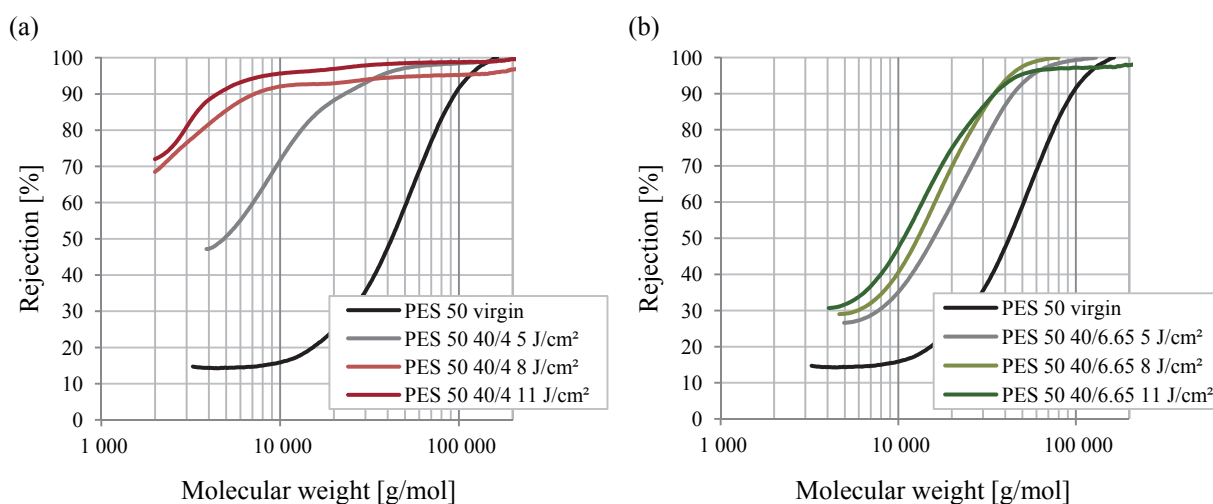 (a)
100
90
80
70
60
50
40
30
20
10
0
Rejection [%]
PES 50 virgin
PES 50 40/4 5 J/cm²
PES 50 40/4 8 J/cm²
PES 50 40/4 11 J/cm²
1 000
10 000
100 000
Molecular weight [g/mol]
(b)
100
90
80
70
60
50
40
30
20
10
0
Rejection [%]
PES 50 virgin
PES 50 40/6.65 5 J/cm²
PES 50 40/6.65 8 J/cm²
PES 50 40/6.65 11 J/cm²
1 000
10 000
100 000
Molecular weight [g/mol]